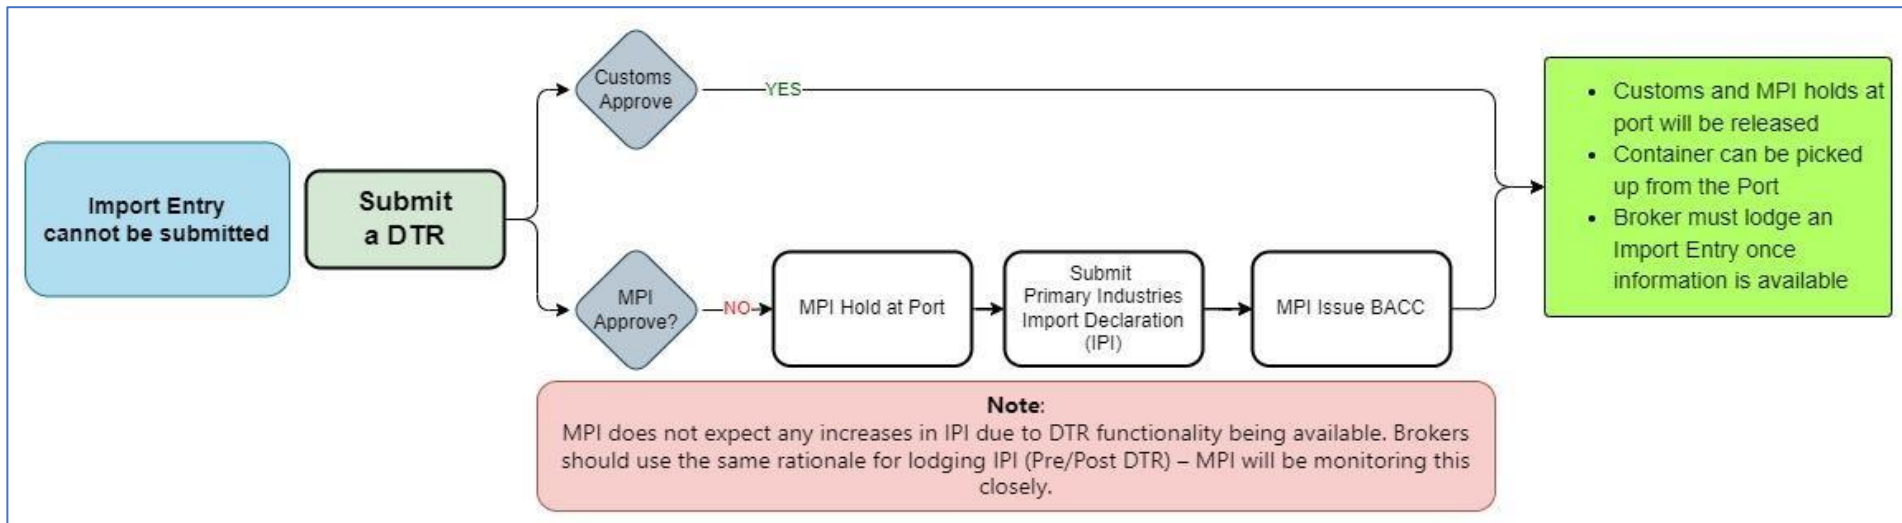 Import Entry
cannot be submitted
Submit
a DTR
Customs
Approve
YES
MPI
Approve?
NO
MPI Hold at Port
Submit
Primary Industries
Import Declaration
(IPI)
MPI Issue BACC
• Customs and MPI holds at
port will be released
• Container can be picked
up from the Port
• Broker must lodge an
Import Entry once
information is available
Note:
MPI does not expect any increases in IPI due to DTR functionality being available. Brokers
should use the same rationale for lodging IPI (Pre/Post DTR) – MPI will be monitoring this
closely.